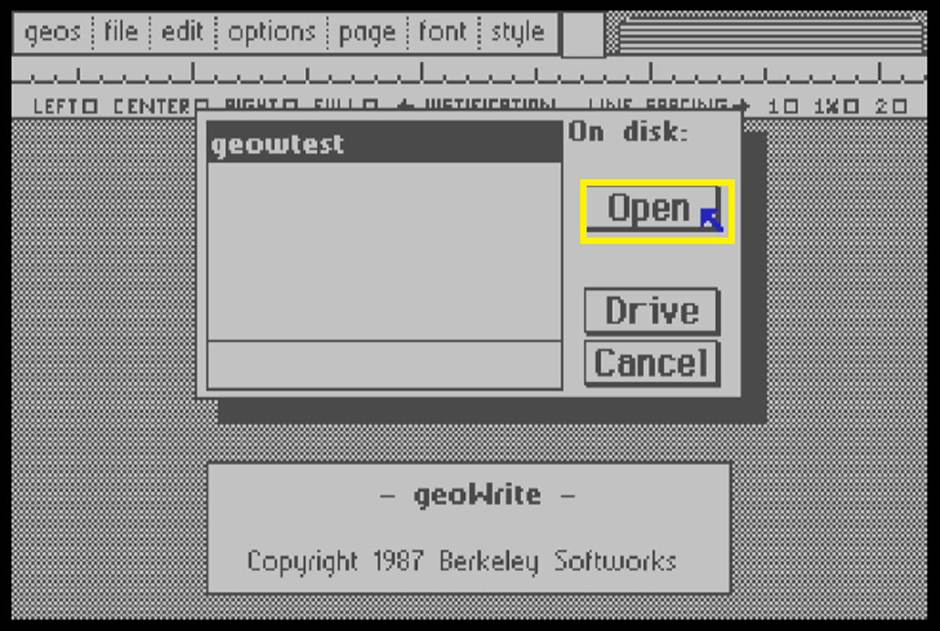 geos file edit options page font style
LEFT CENTER RIGHT FULL JUSTIFICATION LINE SPACING 1 1½ 2
On disk:
geowtest
Open
Drive
Cancel
- geoWrite -
Copyright 1987 Berkeley Softworks